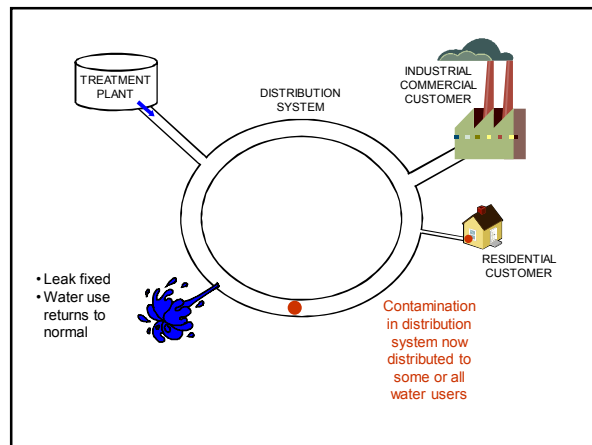 TREATMENT
PLANT
DISTRIBUTION
SYSTEM
INDUSTRIAL
COMMERCIAL
CUSTOMER
RESIDENTIAL
CUSTOMER
• Leak fixed
• Water use
returns to
normal
Contamination
in distribution
system now
distributed to
some or all
water users